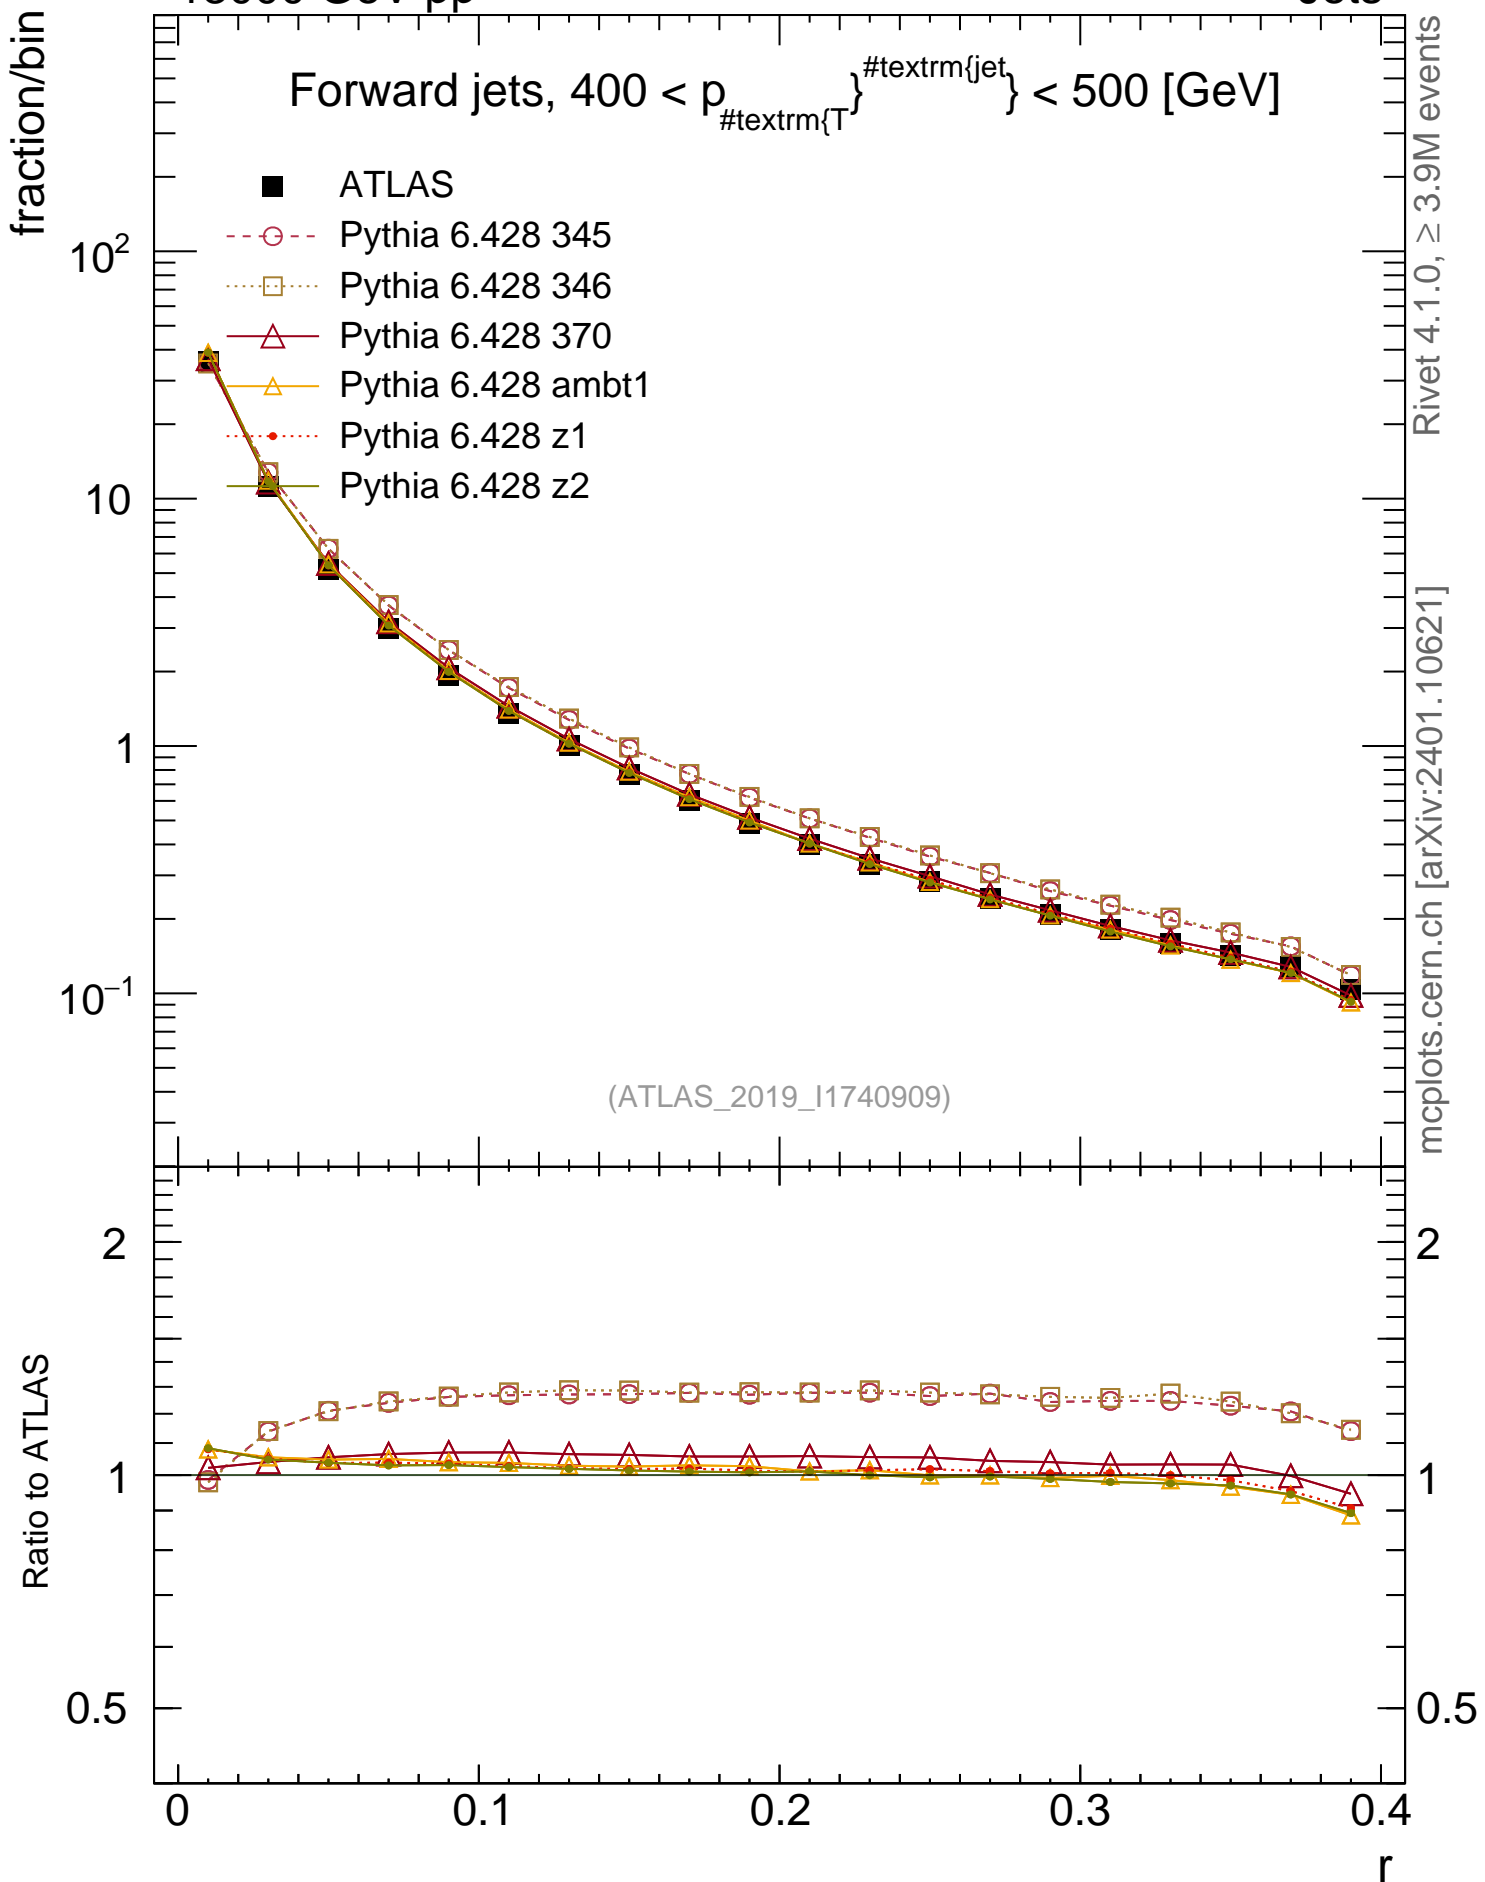 fraction/bin
Forward jets, 400 < p_#textrm{T}^#textrm{jet} < 500 [GeV]
ATLAS
Pythia 6.428 345
Pythia 6.428 346
Pythia 6.428 370
Pythia 6.428 ambt1
Pythia 6.428 z1
Pythia 6.428 z2
10²
10
1
10⁻¹
(ATLAS_2019_I1740909)
Rivet 4.1.0, ≥ 3.9M events
mcplots.cern.ch [arXiv:2401.10621]
Ratio to ATLAS
2
1
0.5
2
1
0.5
0 0.1 0.2 0.3 0.4
r